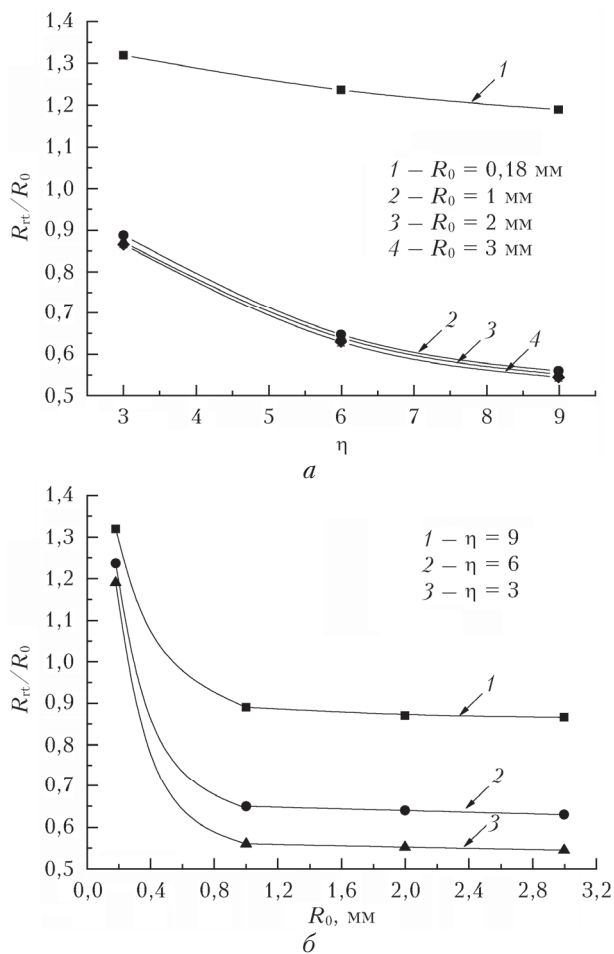 1,4
1,3
1,2
1,1
1,0
0,9
0,8
0,7
0,6
0,5
R_rt/R_0
1
1 – R_0 = 0,18 мм
2 – R_0 = 1 мм
3 – R_0 = 2 мм
4 – R_0 = 3 мм
2
3
4
3 4 5 6 7 8 9
η
а
1,4
1,3
1,2
1,1
1,0
0,9
0,8
0,7
0,6
0,5
R_rt/R_0
1 – η = 9
2 – η = 6
3 – η = 3
1
2
3
0,0 0,4 0,8 1,2 1,6 2,0 2,4 2,8 3,2
R_0, мм
б